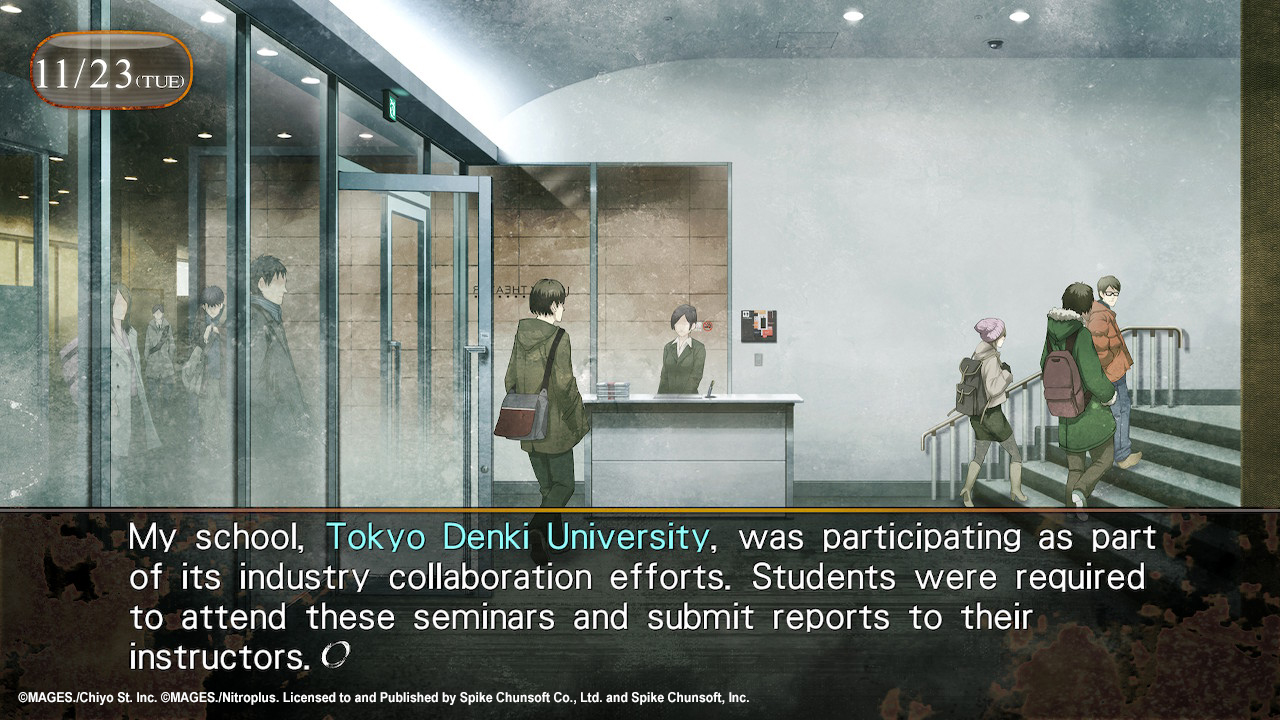 11/23(TUE)
My school, Tokyo Denki University, was participating as part
of its industry collaboration efforts. Students were required
to attend these seminars and submit reports to their
instructors.
©MAGES./Chiyo St. Inc. ©MAGES./Nitroplus. Licensed to and Published by Spike Chunsoft Co., Ltd. and Spike Chunsoft, Inc.